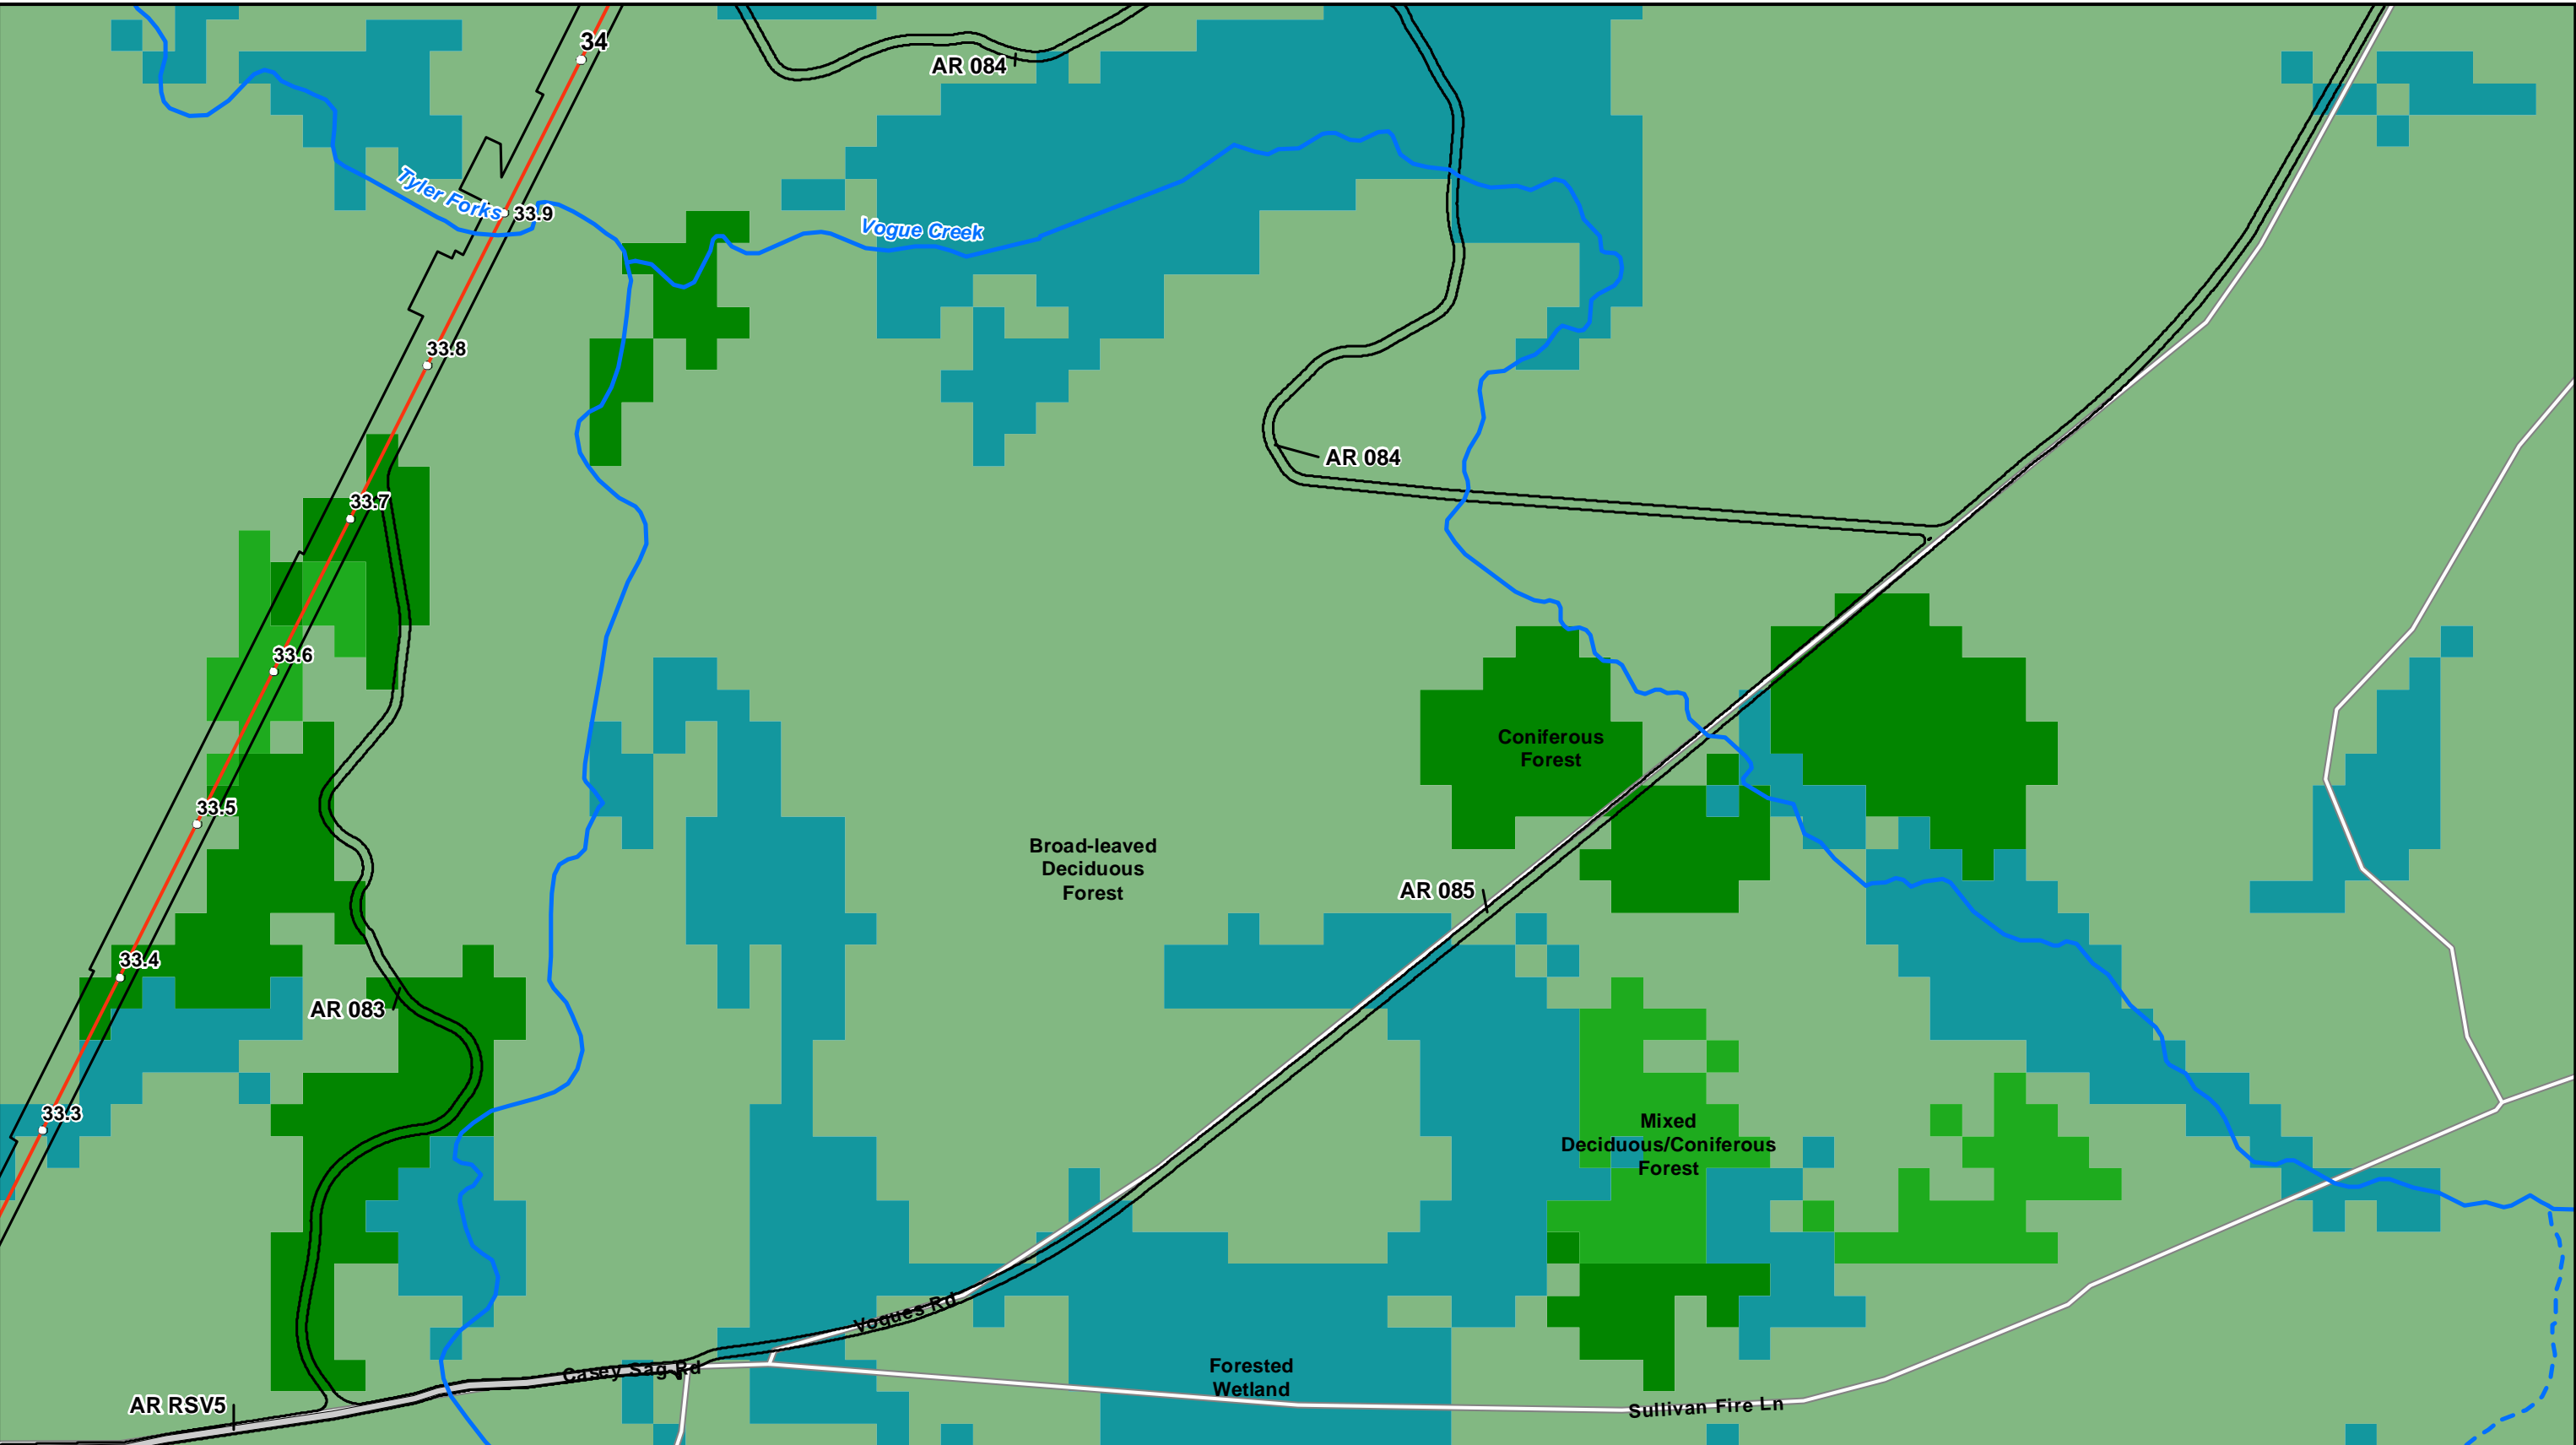 34
AR 084
Tyler Forks
33.9
Vogue Creek
33.8
AR 084
33.7
33.6
Coniferous
Forest
33.5
Broad-leaved
Deciduous
Forest
AR 085
33.4
AR 083
33.3
Mixed
Deciduous/Coniferous
Forest
Vogues Rd
Casey Sag Rd
Forested
Wetland
AR RSV5
Sullivan Fire Ln